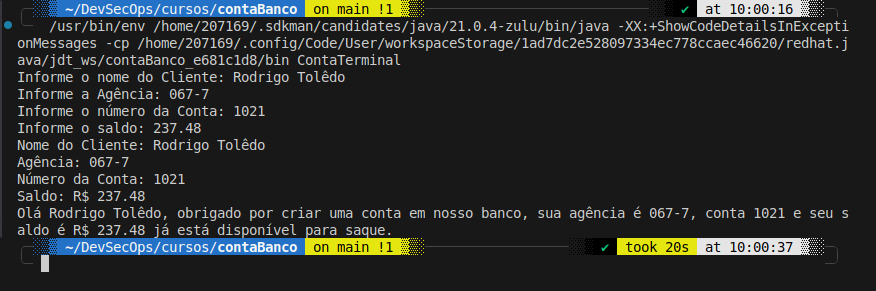 ~/DevSecOps/cursos/contaBanco on main !1 ✔ at 10:00:16
/usr/bin/env /home/207169/.sdkman/candidates/java/21.0.4-zulu/bin/java -XX:+ShowCodeDetailsInExcepti
onMessages -cp /home/207169/.config/Code/User/workspaceStorage/1ad7dc2e528097334ec778ccaec46620/redhat.j
ava/jdt_ws/contaBanco_e681c1d8/bin ContaTerminal
Informe o nome do Cliente: Rodrigo Tolêdo
Informe a Agência: 067-7
Informe o número da Conta: 1021
Informe o saldo: 237.48
Nome do Cliente: Rodrigo Tolêdo
Agência: 067-7
Número da Conta: 1021
Saldo: R$ 237.48
Olá Rodrigo Tolêdo, obrigado por criar uma conta em nosso banco, sua agência é 067-7, conta 1021 e seu s
aldo é R$ 237.48 já está disponível para saque.
~/DevSecOps/cursos/contaBanco on main !1 ✔ took 20s at 10:00:37